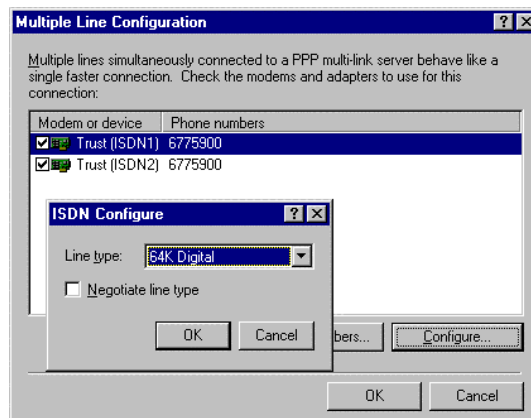 Multiple Line Configuration
Multiple lines simultaneously connected to a PPP multi-link server behave like a
single faster connection. Check the modems and adapters to use for this
connection:
Modem or device Phone numbers
Trust (ISDN1) 6775900
Trust (ISDN2) 6775900
ISDN Configure
Line type: 64K Digital
Negotiate line type
OK Cancel
bers... Configure...
OK Cancel